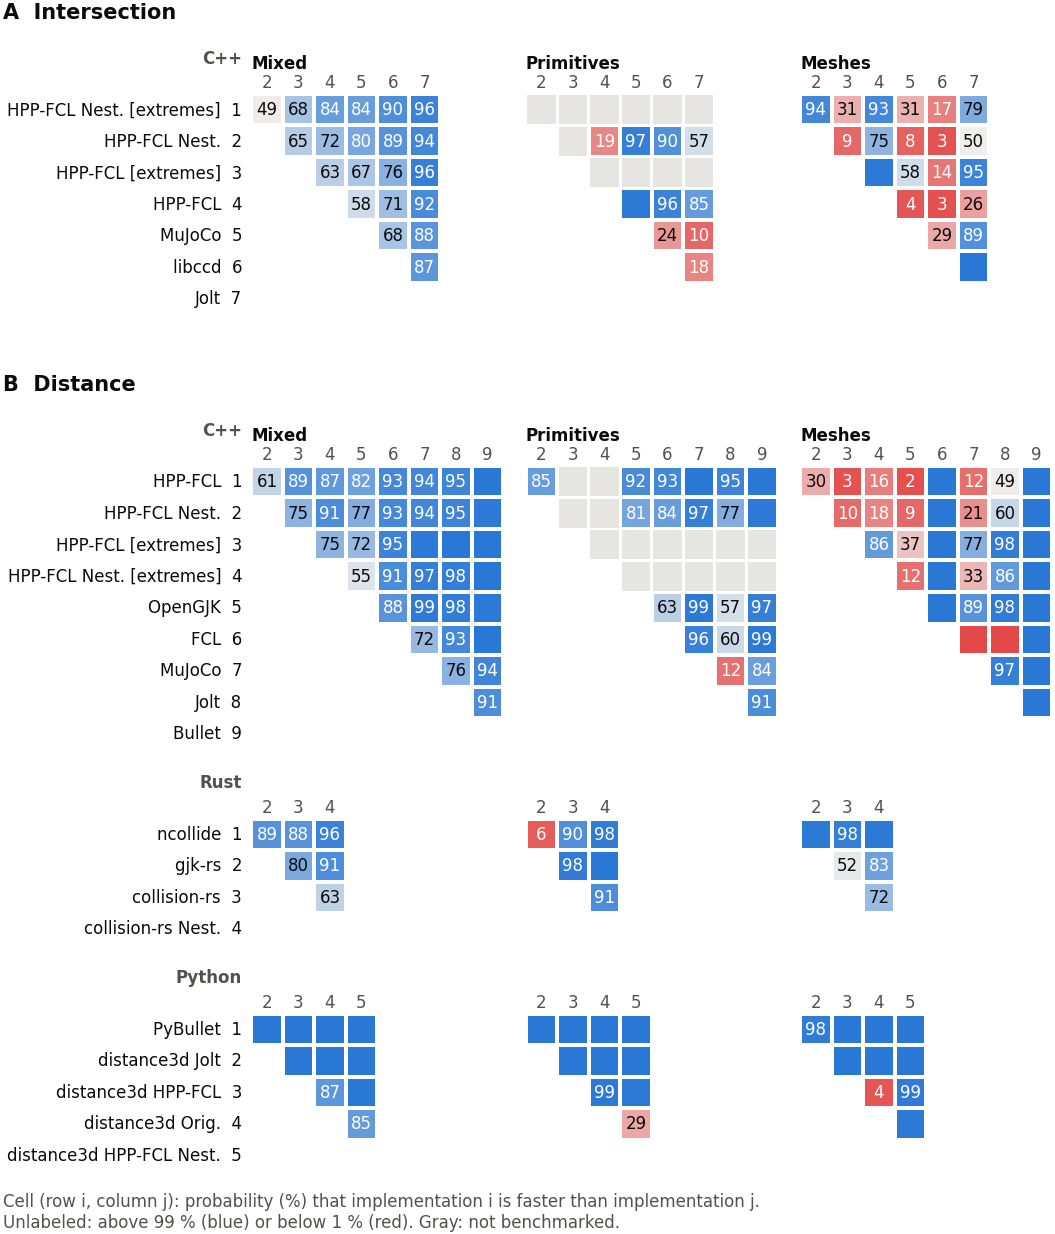 A Intersection
C++ Mixed Primitives Meshes
2 3 4 5 6 7 2 3 4 5 6 7 2 3 4 5 6 7
HPP-FCL Nest. [extremes] 1 49 68 84 84 90 96 94 31 93 31 17 79
HPP-FCL Nest. 2 65 72 80 89 94 19 97 90 57 9 75 8 3 50
HPP-FCL [extremes] 3 63 67 76 96 58 14 95
HPP-FCL 4 58 71 92 96 85 4 3 26
MuJoCo 5 68 88 24 10 29 89
libccd 6 87 18
Jolt 7
B Distance
C++ Mixed Primitives Meshes
2 3 4 5 6 7 8 9 2 3 4 5 6 7 8 9 2 3 4 5 6 7 8 9
HPP-FCL 1 61 89 87 82 93 94 95 85 92 93 95 30 3 16 2 12 49
HPP-FCL Nest. 2 75 91 77 93 94 95 81 84 97 77 10 18 9 21 60
HPP-FCL [extremes] 3 75 72 95 86 37 77 98
HPP-FCL Nest. [extremes] 4 55 91 97 98 12 33 86
OpenGJK 5 88 99 98 63 99 57 97 89 98
FCL 6 72 93 96 60 99
MuJoCo 7 76 94 12 84 97
Jolt 8 91 91
Bullet 9
Rust
2 3 4 2 3 4 2 3 4
ncollide 1 89 88 96 6 90 98 98
gjk-rs 2 80 91 98 52 83
collision-rs 3 63 91 72
collision-rs Nest. 4
Python
2 3 4 5 2 3 4 5 2 3 4 5
PyBullet 1 98
distance3d Jolt 2
distance3d HPP-FCL 3 87 99 4 99
distance3d Orig. 4 85 29
distance3d HPP-FCL Nest. 5
Cell (row i, column j): probability (%) that implementation i is faster than implementation j.
Unlabeled: above 99 % (blue) or below 1 % (red). Gray: not benchmarked.